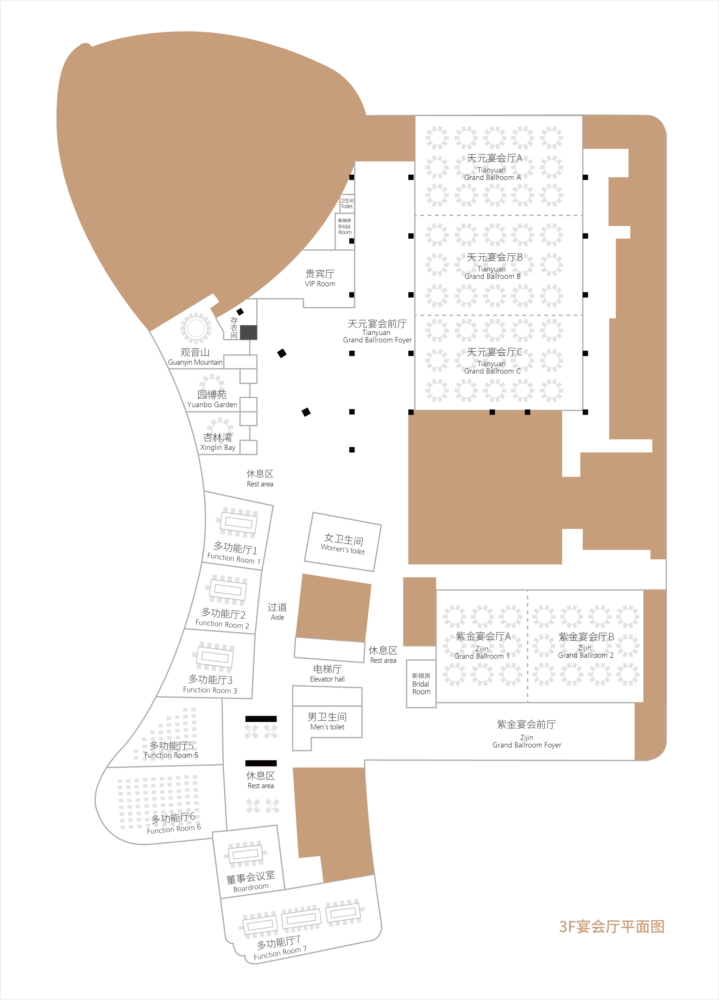 天元宴会厅A
Tianyuan
Grand Ballroom A
卫生间
Toilet
新娘房
Bridal
Room
天元宴会厅B
Tianyuan
Grand Ballroom B
贵宾厅
VIP Room
存衣间
天元宴会前厅
Tianyuan
Grand Ballroom Foyer
天元宴会厅C
Tianyuan
Grand Ballroom C
观音山
Guanyin Mountain
园博苑
Yuanbo Garden
杏林湾
Xinglin Bay
休息区
Rest area
多功能厅1
Function Room 1
女卫生间
Women's toilet
多功能厅2
Function Room 2
过道
Aisle
多功能厅3
Function Room 3
休息区
Rest area
电梯厅
Elevator hall
紫金宴会厅A
Zijin
Grand Ballroom 1
紫金宴会厅B
Zijin
Grand Ballroom 2
新娘房
Bridal
Room
男卫生间
Men's toilet
紫金宴会前厅
Zijin
Grand Ballroom Foyer
多功能厅5
Function Room 5
休息区
Rest area
多功能厅6
Function Room 6
董事会议室
Boardroom
多功能厅7
Function Room 7
3F宴会厅平面图